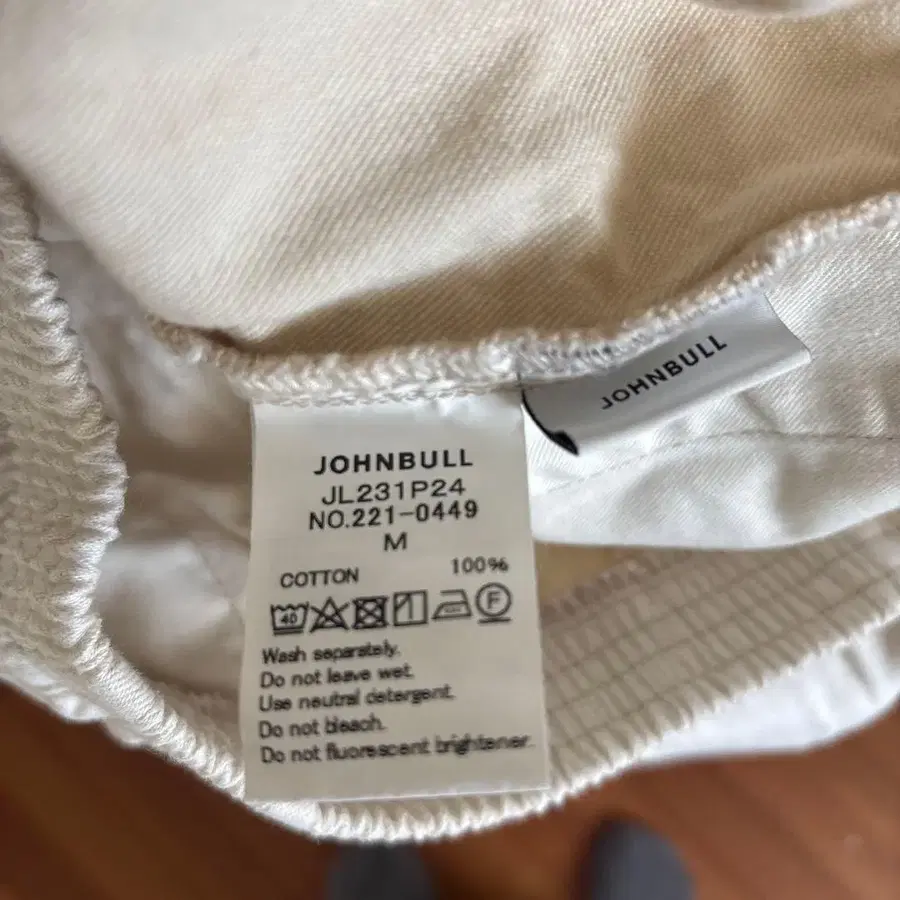 JOHNBULL
JL231P24
NO.221-0449
M
COTTON 100%
40 F
Wash separately.
Do not leave wet.
Use neutral detergent.
Do not bleach.
Do not fluorescent brightener.
JOHNBULL